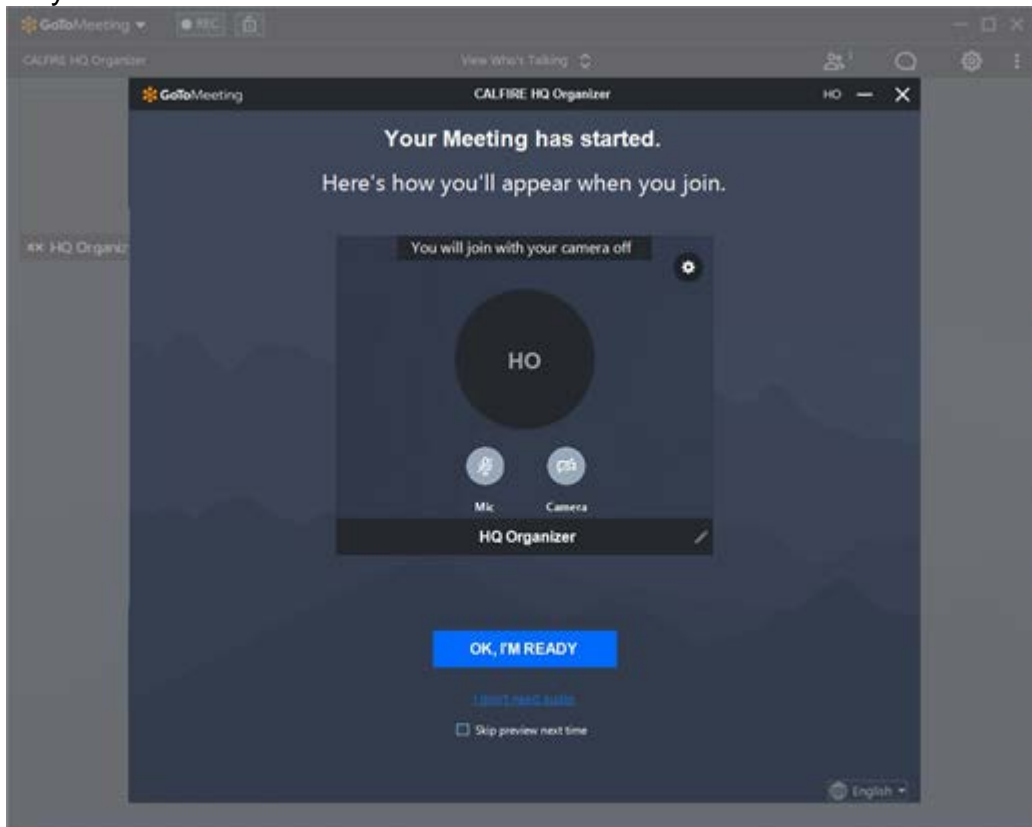 GoToMeeting
REC
CALFIRE HQ Organizer
View Who's Talking
1
GoToMeeting
CALFIRE HQ Organizer
HO
Your Meeting has started.
Here's how you'll appear when you join.
HQ Organiz
You will join with your camera off
HO
Mic Camera
HQ Organizer
OK, I'M READY
I don't need audio
Skip preview next time
English